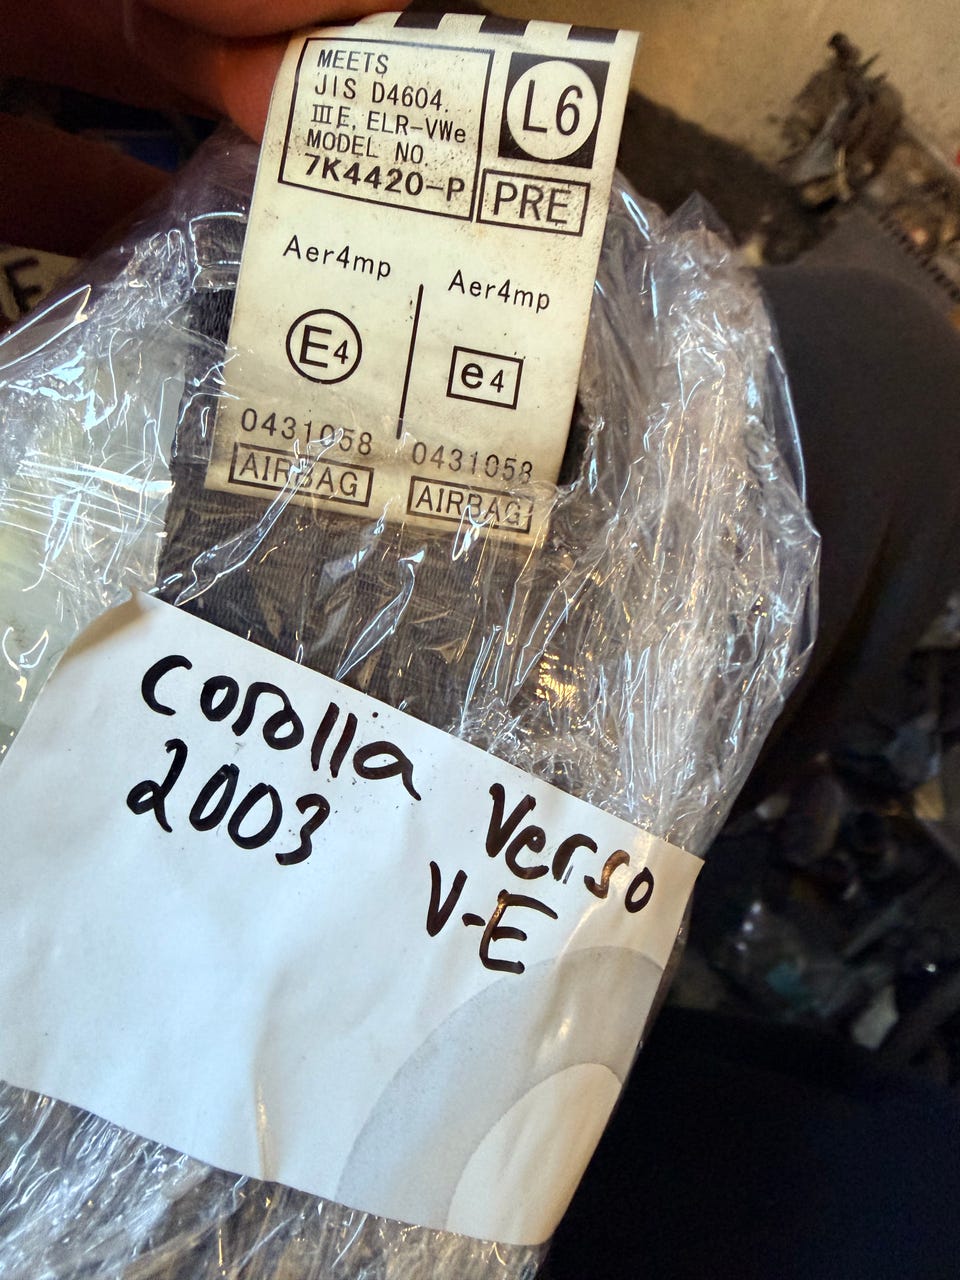 MEETS
JIS D4604.
ⅢE, ELR-VWe
MODEL NO
7K4420-P
L6
PRE
Aer4mp
Aer4mp
E4
e4
0431058
0431058
AIRBAG
AIRBAG
Corolla Verso
2003
V-E